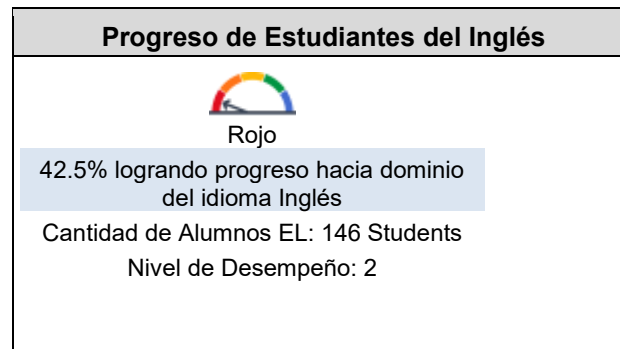 Progreso de Estudiantes del Inglés
Rojo
42.5% logrando progreso hacia dominio
del idioma Inglés
Cantidad de Alumnos EL: 146 Students
Nivel de Desempeño: 2